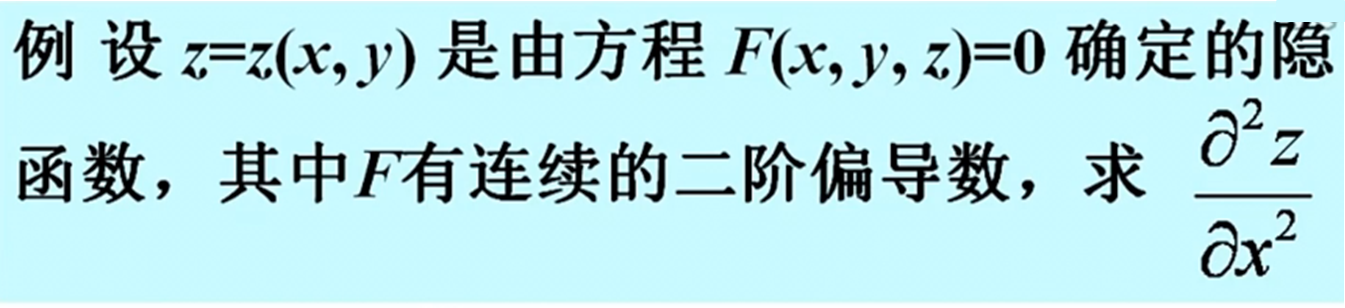 例 设 z=z(x, y) 是由方程 F(x, y, z)=0 确定的隐
函数，其中F有连续的二阶偏导数，求 ∂²z/∂x²